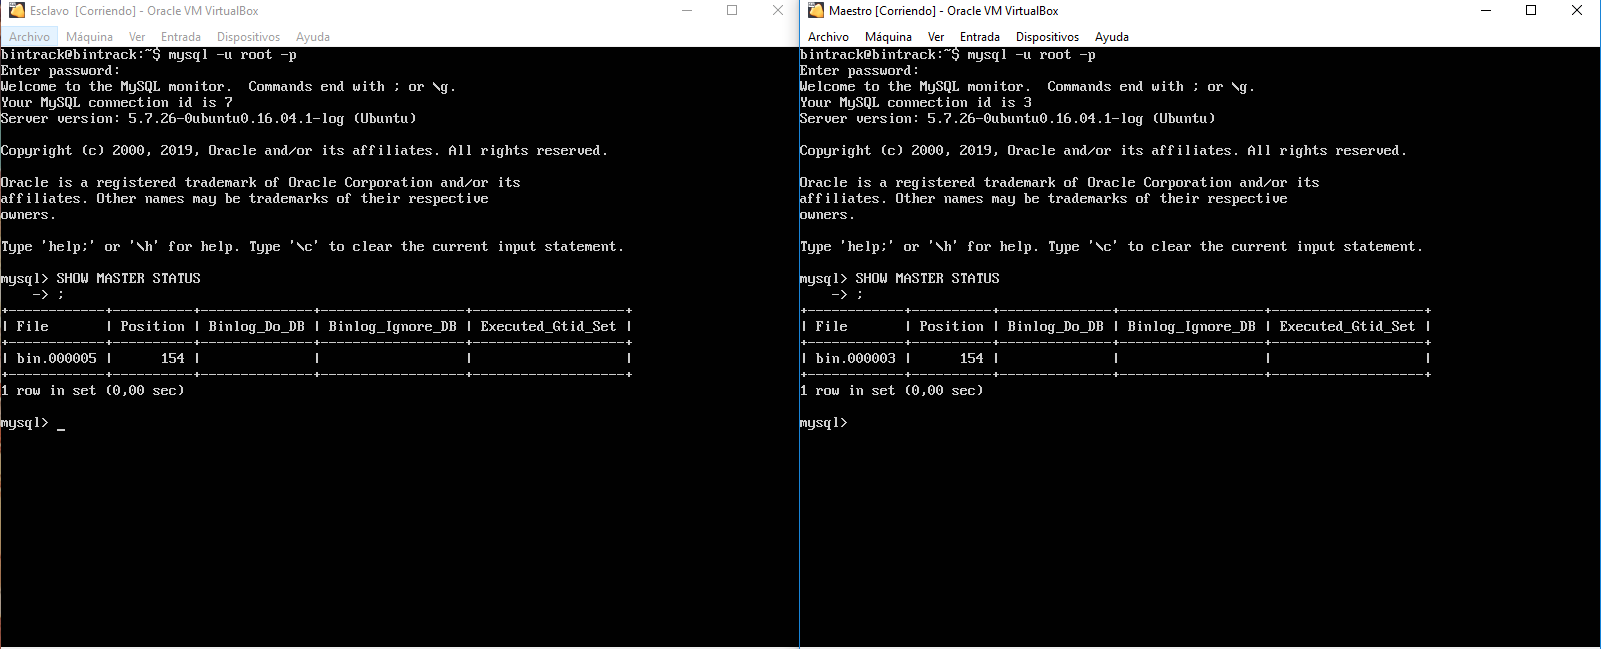 Esclavo [Corriendo] - Oracle VM VirtualBox
Archivo Máquina Ver Entrada Dispositivos Ayuda
bintrack@bintrack:~$ mysql -u root -p
Enter password:
Welcome to the MySQL monitor.  Commands end with ; or \g.
Your MySQL connection id is 7
Server version: 5.7.26-0ubuntu0.16.04.1-log (Ubuntu)
Copyright (c) 2000, 2019, Oracle and/or its affiliates. All rights reserved.
Oracle is a registered trademark of Oracle Corporation and/or its
affiliates. Other names may be trademarks of their respective
owners.
Type 'help;' or '\h' for help. Type '\c' to clear the current input statement.
mysql> SHOW MASTER STATUS
    -> ;
+------------+----------+--------------+------------------+-------------------+
| File       | Position | Binlog_Do_DB | Binlog_Ignore_DB | Executed_Gtid_Set |
+------------+----------+--------------+------------------+-------------------+
| bin.000005 |      154 |              |                  |                   |
+------------+----------+--------------+------------------+-------------------+
1 row in set (0,00 sec)
mysql> _
Maestro [Corriendo] - Oracle VM VirtualBox
Archivo Máquina Ver Entrada Dispositivos Ayuda
bintrack@bintrack:~$ mysql -u root -p
Enter password:
Welcome to the MySQL monitor.  Commands end with ; or \g.
Your MySQL connection id is 3
Server version: 5.7.26-0ubuntu0.16.04.1-log (Ubuntu)
Copyright (c) 2000, 2019, Oracle and/or its affiliates. All rights reserved.
Oracle is a registered trademark of Oracle Corporation and/or its
affiliates. Other names may be trademarks of their respective
owners.
Type 'help;' or '\h' for help. Type '\c' to clear the current input statement.
mysql> SHOW MASTER STATUS
    -> ;
+------------+----------+--------------+------------------+-------------------+
| File       | Position | Binlog_Do_DB | Binlog_Ignore_DB | Executed_Gtid_Set |
+------------+----------+--------------+------------------+-------------------+
| bin.000003 |      154 |              |                  |                   |
+------------+----------+--------------+------------------+-------------------+
1 row in set (0,00 sec)
mysql>